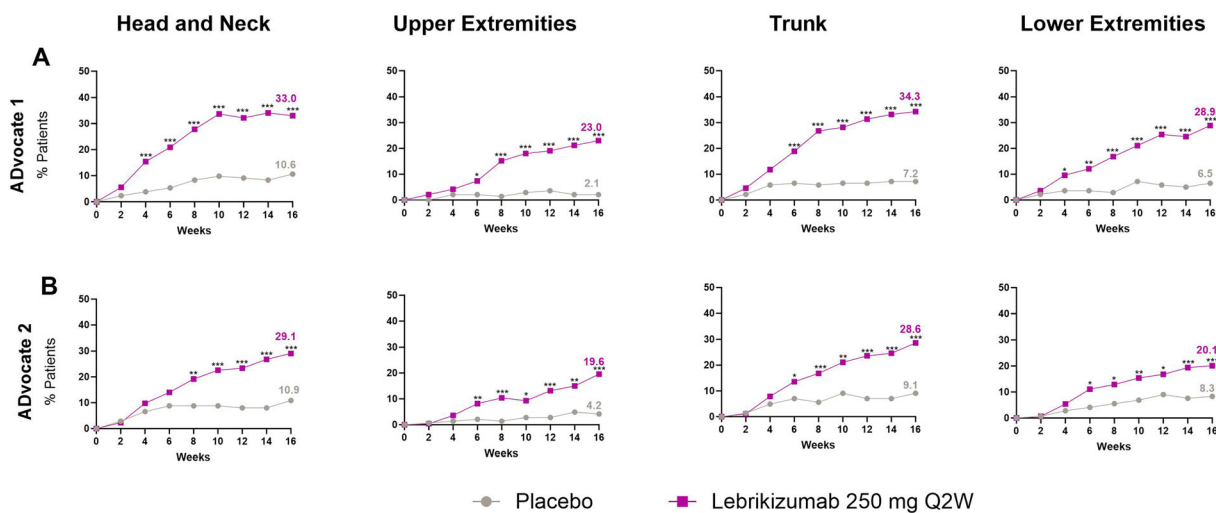 Head and Neck Upper Extremities Trunk Lower Extremities
A
ADvocate 1
% Patients
50
40
30
20
10
0
0 2 4 6 8 10 12 14 16
Weeks
*** *** *** *** *** *** ***
33.0
10.6
50
40
30
20
10
0
0 2 4 6 8 10 12 14 16
Weeks
* *** *** *** *** ***
23.0
2.1
50
40
30
20
10
0
0 2 4 6 8 10 12 14 16
Weeks
*** *** *** *** *** ***
34.3
7.2
50
40
30
20
10
0
0 2 4 6 8 10 12 14 16
Weeks
* ** *** *** *** *** ***
28.9
6.5
B
ADvocate 2
% Patients
50
40
30
20
10
0
0 2 4 6 8 10 12 14 16
Weeks
** *** *** *** ***
29.1
10.9
50
40
30
20
10
0
0 2 4 6 8 10 12 14 16
Weeks
** *** * *** ** ***
19.6
4.2
50
40
30
20
10
0
0 2 4 6 8 10 12 14 16
Weeks
* *** ** *** *** ***
28.6
9.1
50
40
30
20
10
0
0 2 4 6 8 10 12 14 16
Weeks
* * ** * *** ***
20.1
8.3
Placebo Lebrikizumab 250 mg Q2W